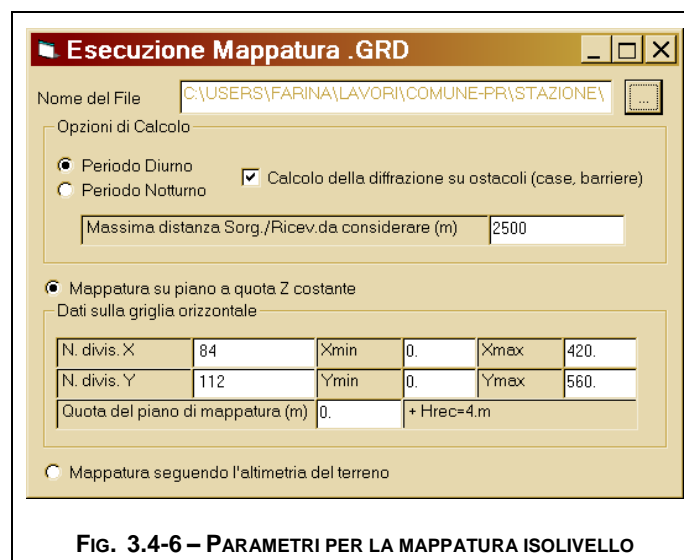 Esecuzione Mappatura .GRD
Nome del File C:\USERS\FARINA\LAVORI\COMUNE-PR\STAZIONE\ ...
Opzioni di Calcolo
Periodo Diurno
Periodo Notturno
Calcolo della diffrazione su ostacoli (case, barriere)
Massima distanza Sorg./Ricev.da considerare (m) 2500
Mappatura su piano a quota Z costante
Dati sulla griglia orizzontale
N. divis. X 84 Xmin 0. Xmax 420.
N. divis. Y 112 Ymin 0. Ymax 560.
Quota del piano di mappatura (m) 0. + Hrec=4.m
Mappatura seguendo l'altimetria del terreno
FIG. 3.4-6 – PARAMETRI PER LA MAPPATURA ISOLIVELLO